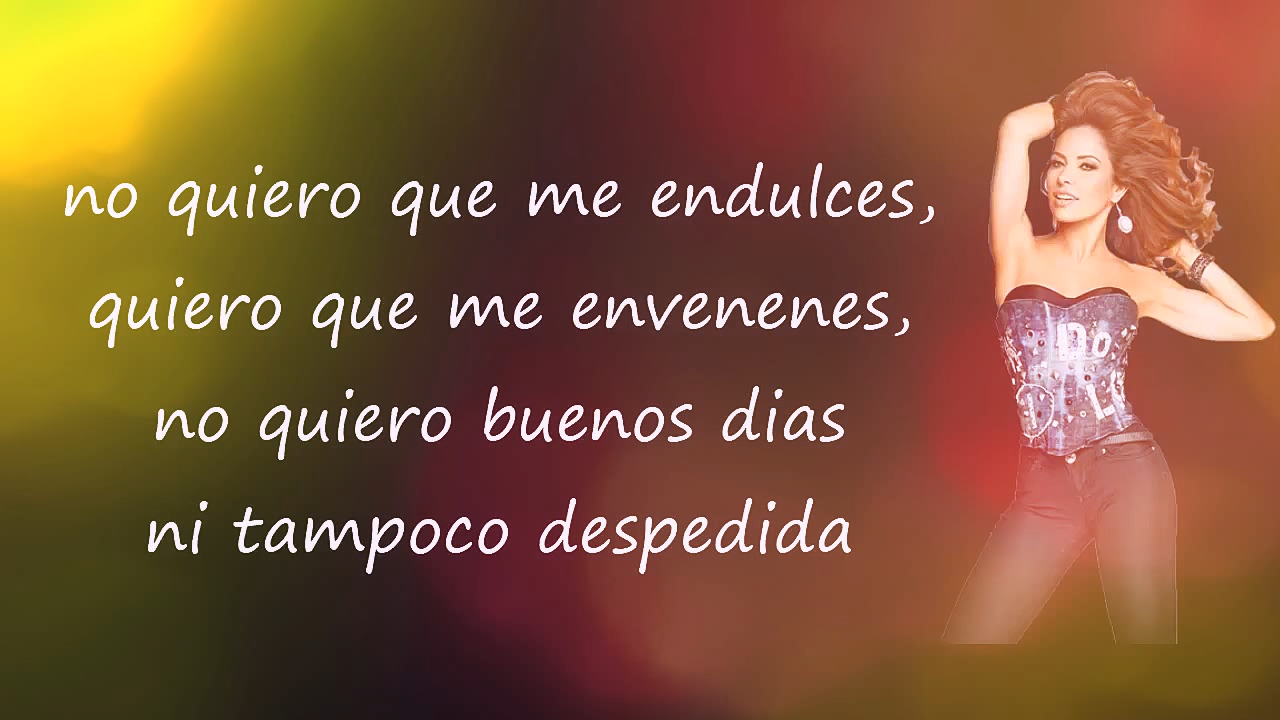 no quiero que me endulces,
quiero que me envenenes,
no quiero buenos dias
ni tampoco despedida